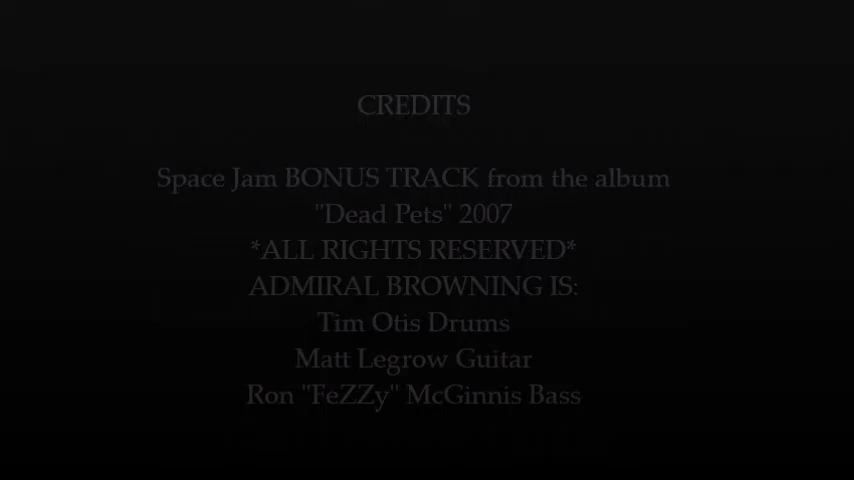 CREDITS
Space Jam BONUS TRACK from the album
"Dead Pets" 2007
*ALL RIGHTS RESERVED*
ADMIRAL BROWNING IS:
Tim Otis Drums
Matt Legrow Guitar
Ron "FeZZy" McGinnis Bass